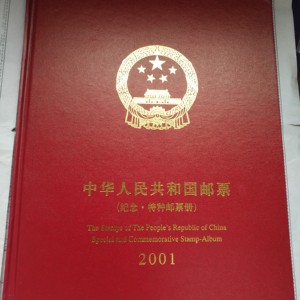 中华人民共和国邮票
(纪念·特种邮票册)
The Stamps of The People's Republic of China
Special and Commemorative Stamp-Album
2001